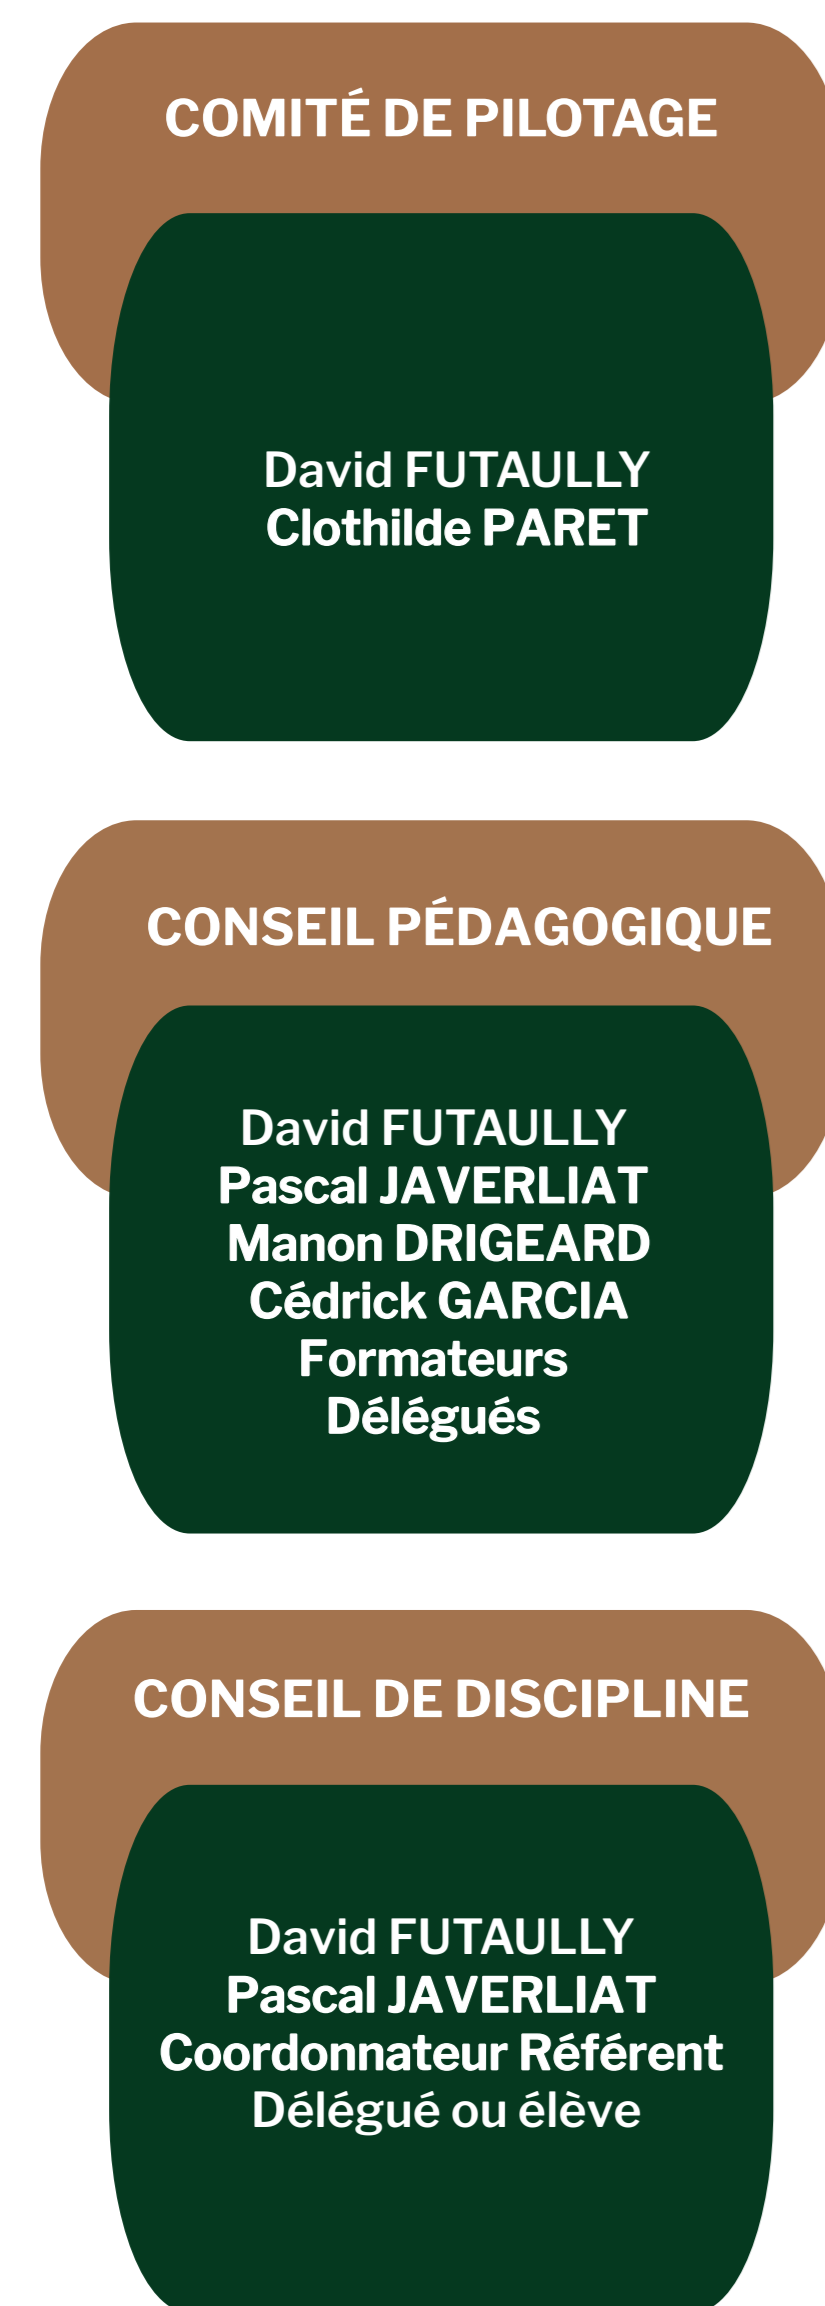 COMITÉ DE PILOTAGE
David FUTAULLY
Clothilde PARET
CONSEIL PÉDAGOGIQUE
David FUTAULLY
Pascal JAVERLIAT
Manon DRIGEARD
Cédrick GARCIA
Formateurs
Délégués
CONSEIL DE DISCIPLINE
David FUTAULLY
Pascal JAVERLIAT
Coordonnateur Référent
Délégué ou élève